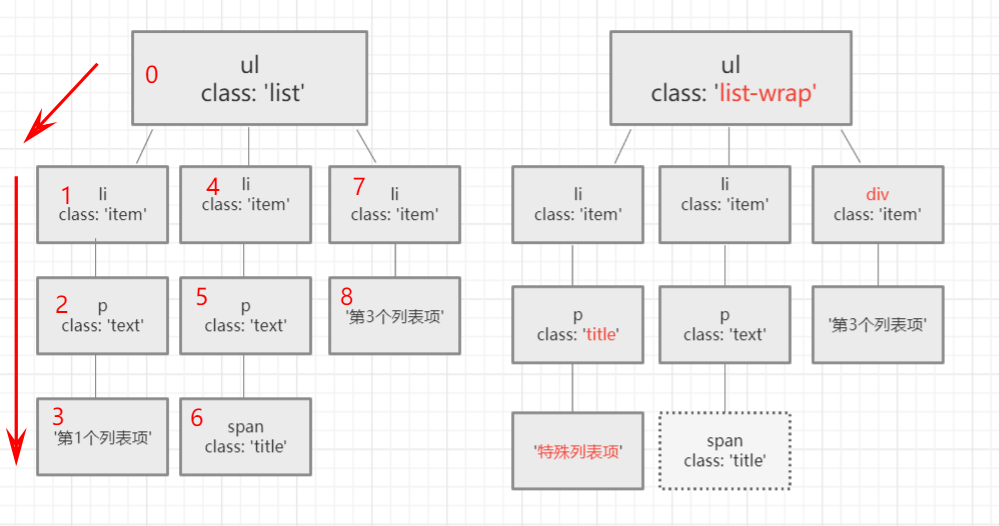 0
ul
class: 'list'
1
li
class: 'item'
4
li
class: 'item'
7
li
class: 'item'
2
p
class: 'text'
5
p
class: 'text'
8
'第3个列表项'
3
'第1个列表项'
6
span
class: 'title'
ul
class: 'list-wrap'
li
class: 'item'
li
class: 'item'
div
class: 'item'
p
class: 'title'
p
class: 'text'
'第3个列表项'
'特殊列表项'
span
class: 'title'